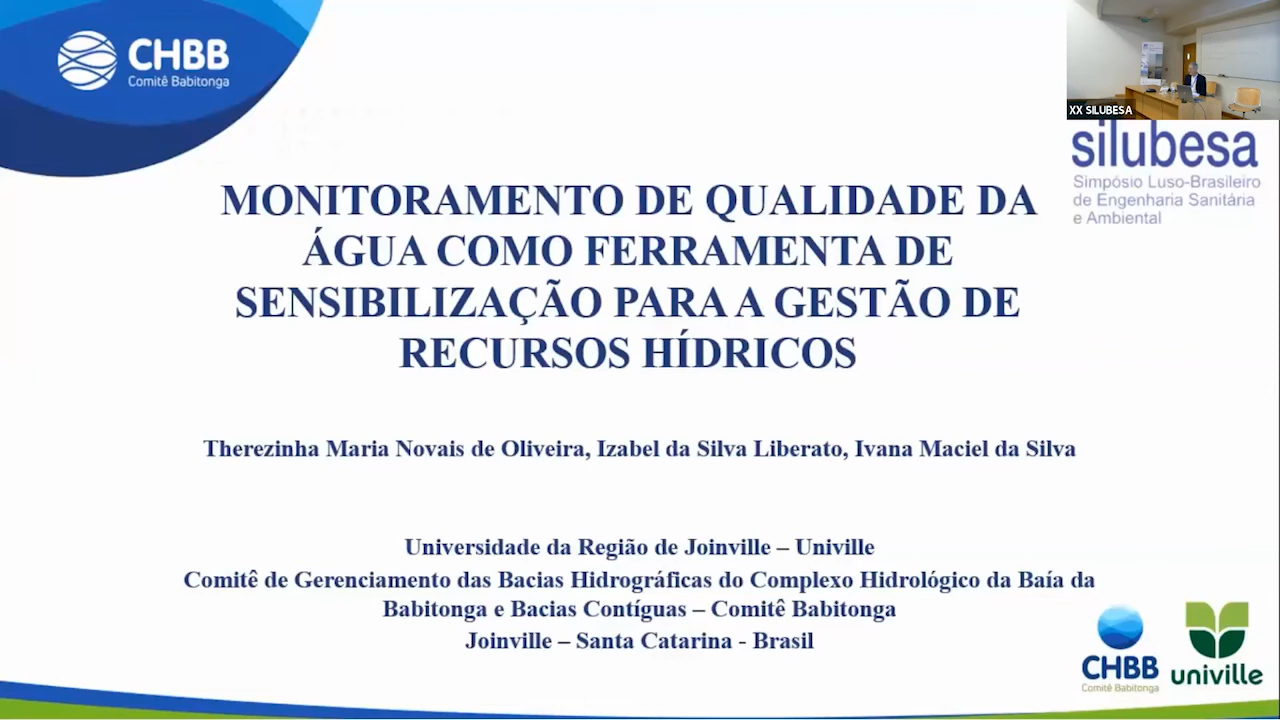 CHBB
Comitê Babitonga
XX SILUBESA
silubesa
Simpósio Luso-Brasileiro
de Engenharia Sanitária
e Ambiental
MONITORAMENTO DE QUALIDADE DA
ÁGUA COMO FERRAMENTA DE
SENSIBILIZAÇÃO PARA A GESTÃO DE
RECURSOS HÍDRICOS
Therezinha Maria Novais de Oliveira, Izabel da Silva Liberato, Ivana Maciel da Silva
Universidade da Região de Joinville – Univille
Comitê de Gerenciamento das Bacias Hidrográficas do Complexo Hidrológico da Baía da
Babitonga e Bacias Contíguas – Comitê Babitonga
Joinville – Santa Catarina - Brasil
CHBB
Comitê Babitonga
univille